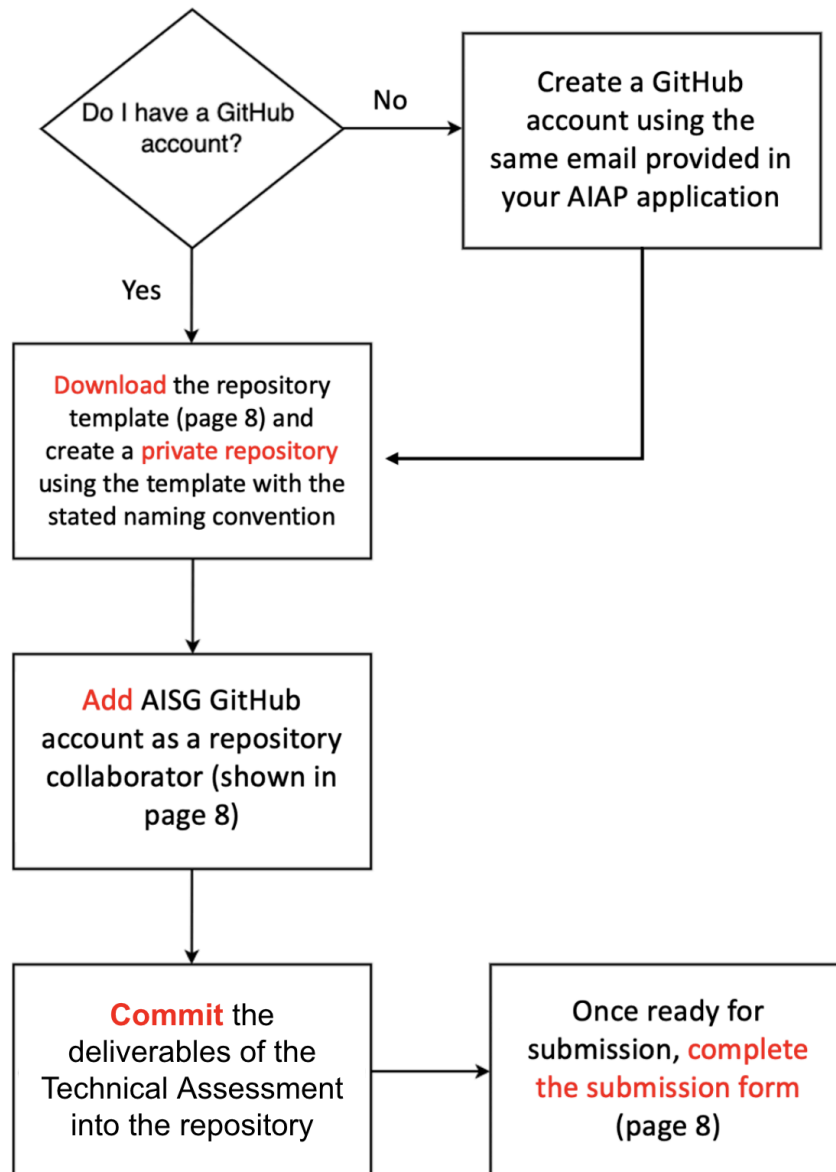 Do I have a GitHub
account?
No
Create a GitHub
account using the
same email provided in
your AIAP application
Yes
Download the repository
template (page 8) and
create a private repository
using the template with the
stated naming convention
Add AISG GitHub
account as a repository
collaborator (shown in
page 8)
Commit the
deliverables of the
Technical Assessment
into the repository
Once ready for
submission, complete
the submission form
(page 8)